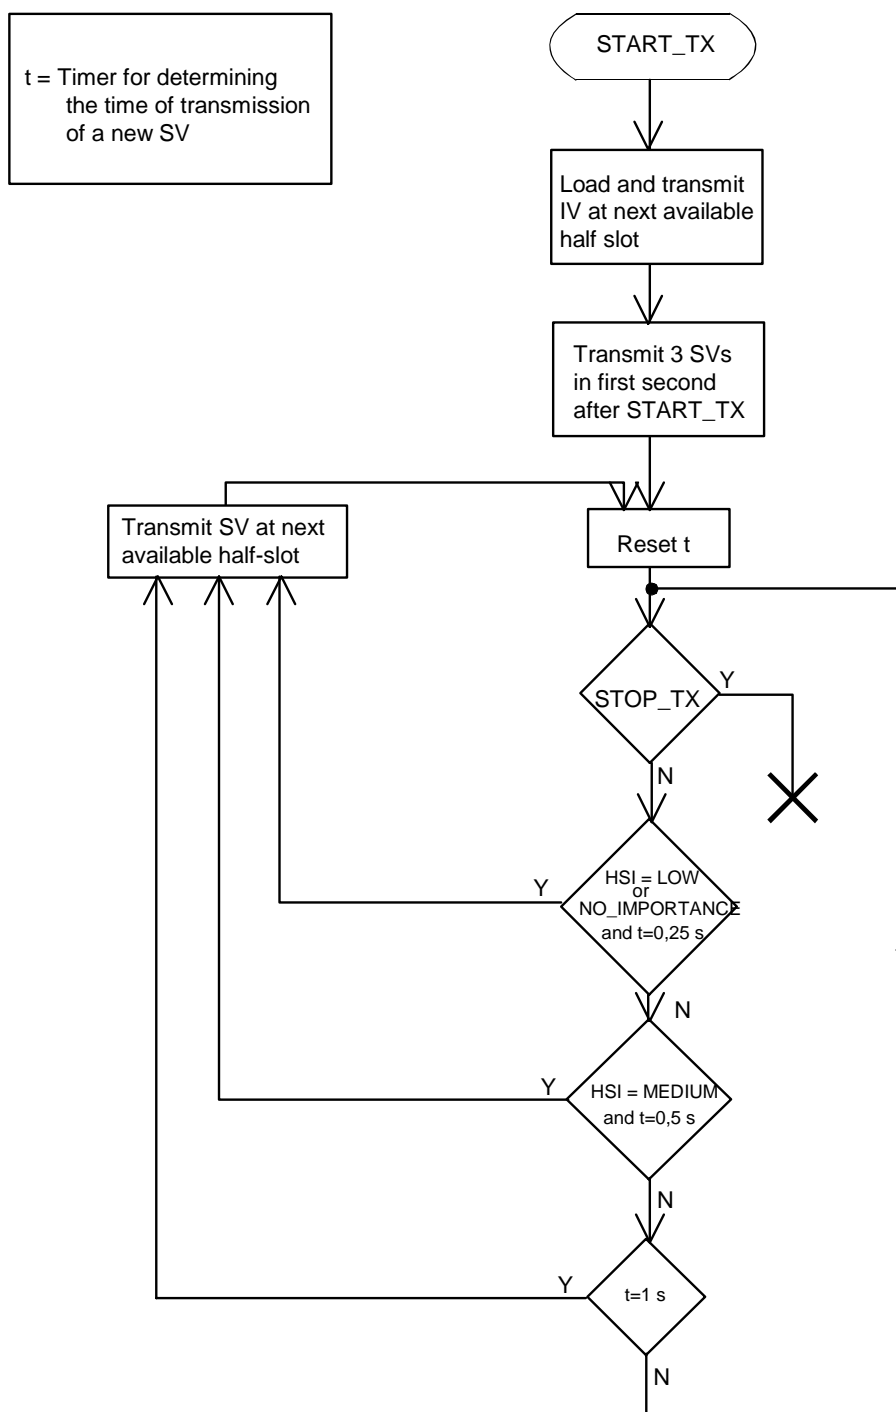 t = Timer for determining
the time of transmission
of a new SV
START_TX
Load and transmit
IV at next available
half slot
Transmit 3 SVs
in first second
after START_TX
Transmit SV at next
available half-slot
Reset t
STOP_TX
Y
N
HSI = LOW
or
NO_IMPORTANCE
and t=0,25 s
Y
N
HSI = MEDIUM
and t=0,5 s
Y
N
t=1 s
Y
N